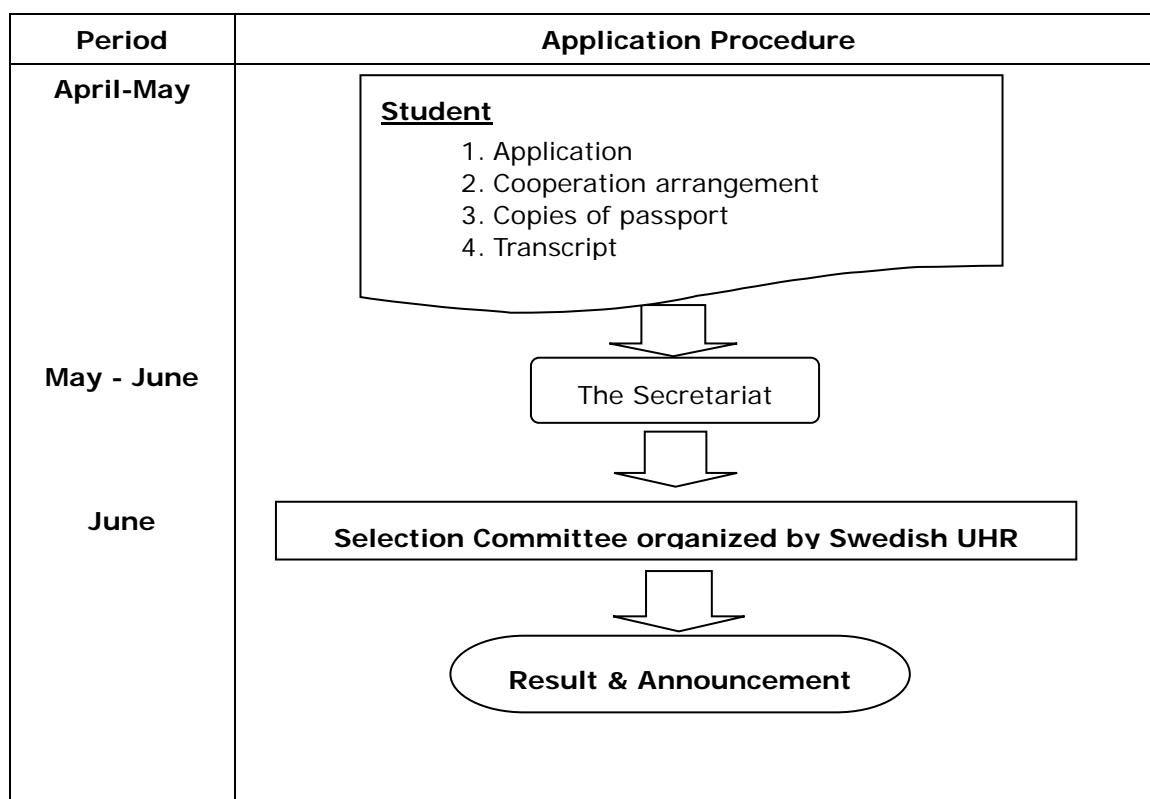 Period
Application Procedure
April-May
Student
1. Application
2. Cooperation arrangement
3. Copies of passport
4. Transcript
May - June
The Secretariat
June
Selection Committee organized by Swedish UHR
Result & Announcement